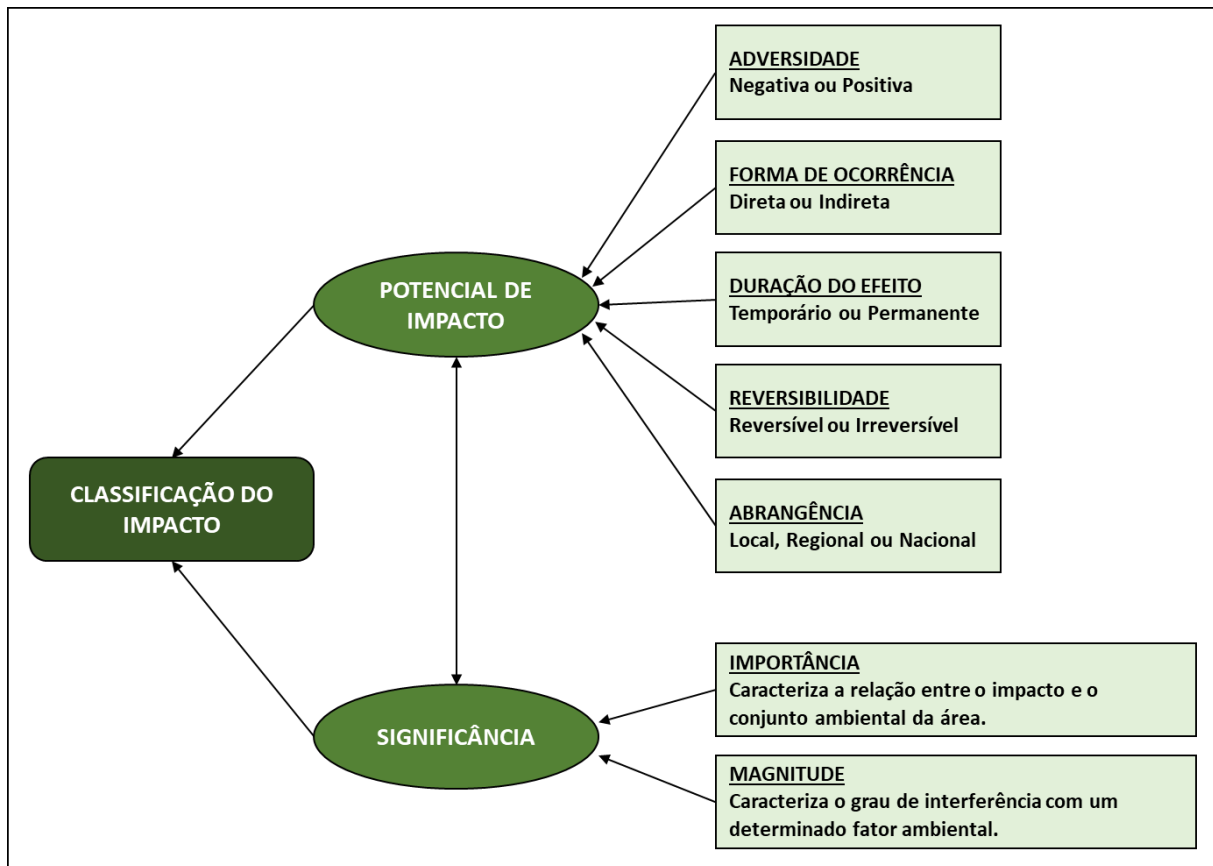 ADVERSIDADE
Negativa ou Positiva
FORMA DE OCORRÊNCIA
Direta ou Indireta
DURAÇÃO DO EFEITO
Temporário ou Permanente
REVERSIBILIDADE
Reversível ou Irreversível
ABRANGÊNCIA
Local, Regional ou Nacional
POTENCIAL DE
IMPACTO
CLASSIFICAÇÃO DO
IMPACTO
SIGNIFICÂNCIA
IMPORTÂNCIA
Caracteriza a relação entre o impacto e o
conjunto ambiental da área.
MAGNITUDE
Caracteriza o grau de interferência com um
determinado fator ambiental.